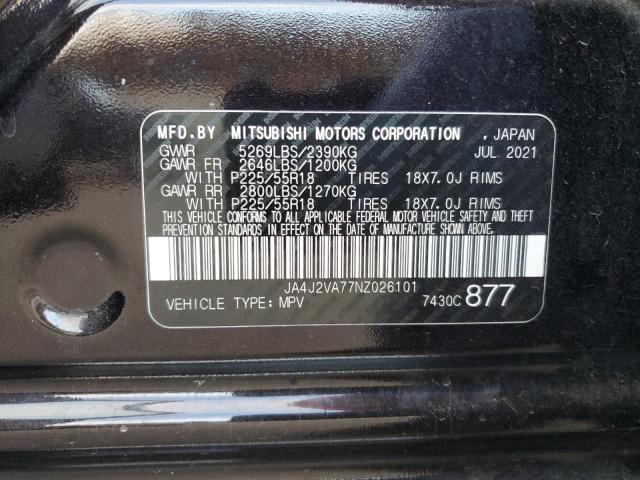 MFD.BY MITSUBISHI MOTORS CORPORATION , JAPAN
GVWR 5269LBS/2390KG JUL 2021
GAWR FR 2646LBS/1200KG
WITH P225/55R18 TIRES 18X7.0J RIMS
GAWR RR 2800LBS/1270KG
WITH P225/55R18 TIRES 18X7.0J RIMS
THIS VEHICLE CONFORMS TO ALL APPLICABLE FEDERAL MOTOR VEHICLE SAFETY AND THEFT
PREVENTION STANDARDS IN EFFECT ON THE DATE OF MANUFACTURE SHOWN ABOVE.
JA4J2VA77NZ026101
VEHICLE TYPE: MPV 7430C 877